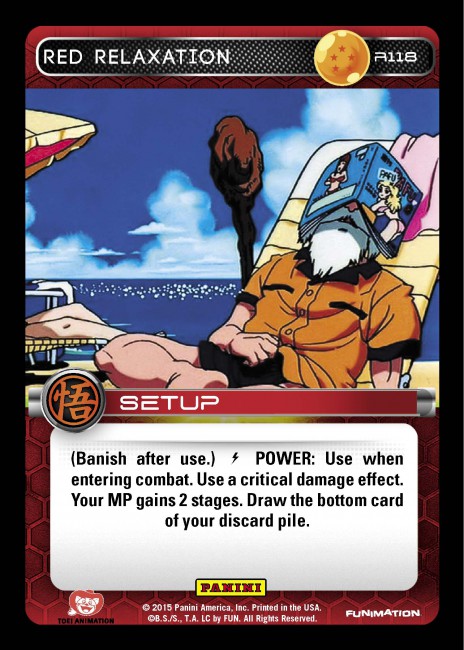 RED RELAXATION
R118
PAFU
悟
SETUP
(Banish after use.) ⚡ POWER: Use when
entering combat. Use a critical damage effect.
Your MP gains 2 stages. Draw the bottom card
of your discard pile.
PANINI
TOEI ANIMATION
© 2015 Panini America, Inc. Printed in the USA.
©B.S./S., T.A. LC by FUN. All Rights Reserved.
FUNIMATION